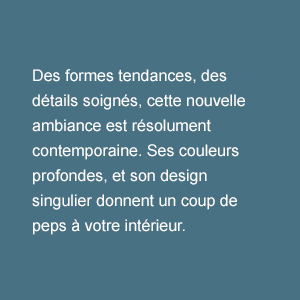 Des formes tendances, des
détails soignés, cette nouvelle
ambiance est résolument
contemporaine. Ses couleurs
profondes, et son design
singulier donnent un coup de
peps à votre intérieur.